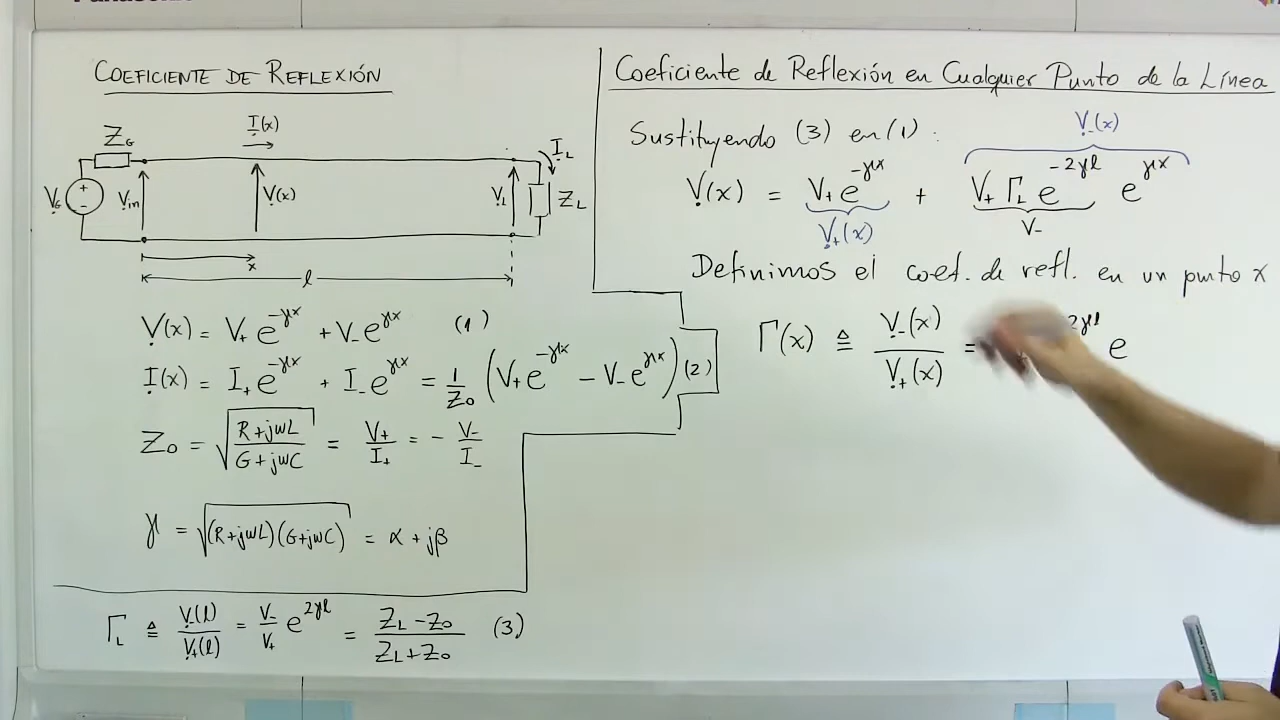 COEFICIENTE DE REFLEXIÓN
I(x)
Z_G
I_L
V_G
+
-
V_in
V(x)
V_L
Z_L
x
l
V(x) = V₊ e^{-γx} + V₋ e^{γx} (1)
I(x) = I₊ e^{-γx} + I₋ e^{γx} = 1/Z₀ (V₊ e^{-γx} - V₋ e^{γx}) (2)
Z₀ = √((R+jωL)/(G+jωC)) = V₊/I₊ = - V₋/I₋
γ = √((R+jωL)(G+jωC)) = α + jβ
Γ_L ≜ V₋(l)/V₊(l) = V₋/V₊ e^{2γl} = (Z_L - Z₀)/(Z_L + Z₀) (3)
Coeficiente de Reflexión en Cualquier Punto de la Línea
Sustituyendo (3) en (1):
V₋(x)
V(x) = V₊ e^{-γx} + V₊ Γ_L e^{-2γl} e^{γx}
V₊(x) V₋
Definimos el coef. de refl. en un punto x
Γ(x) ≜ V₋(x)/V₊(x) = 2γl e